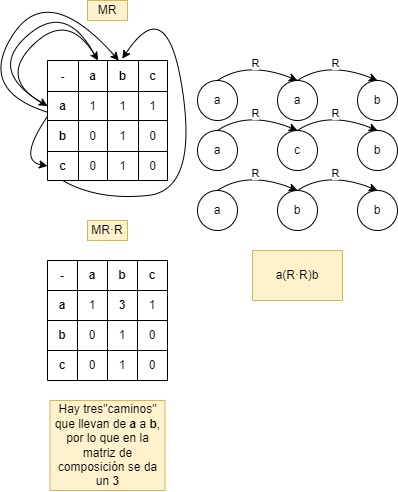 MR
- a b c
a 1 1 1
b 0 1 0
c 0 1 0
R R
a a b
R R
a c b
R R
a b b
MR·R
- a b c
a 1 3 1
b 0 1 0
c 0 1 0
a(R·R)b
Hay tres"caminos"
que llevan de a a b,
por lo que en la
matriz de
composición se da
un 3